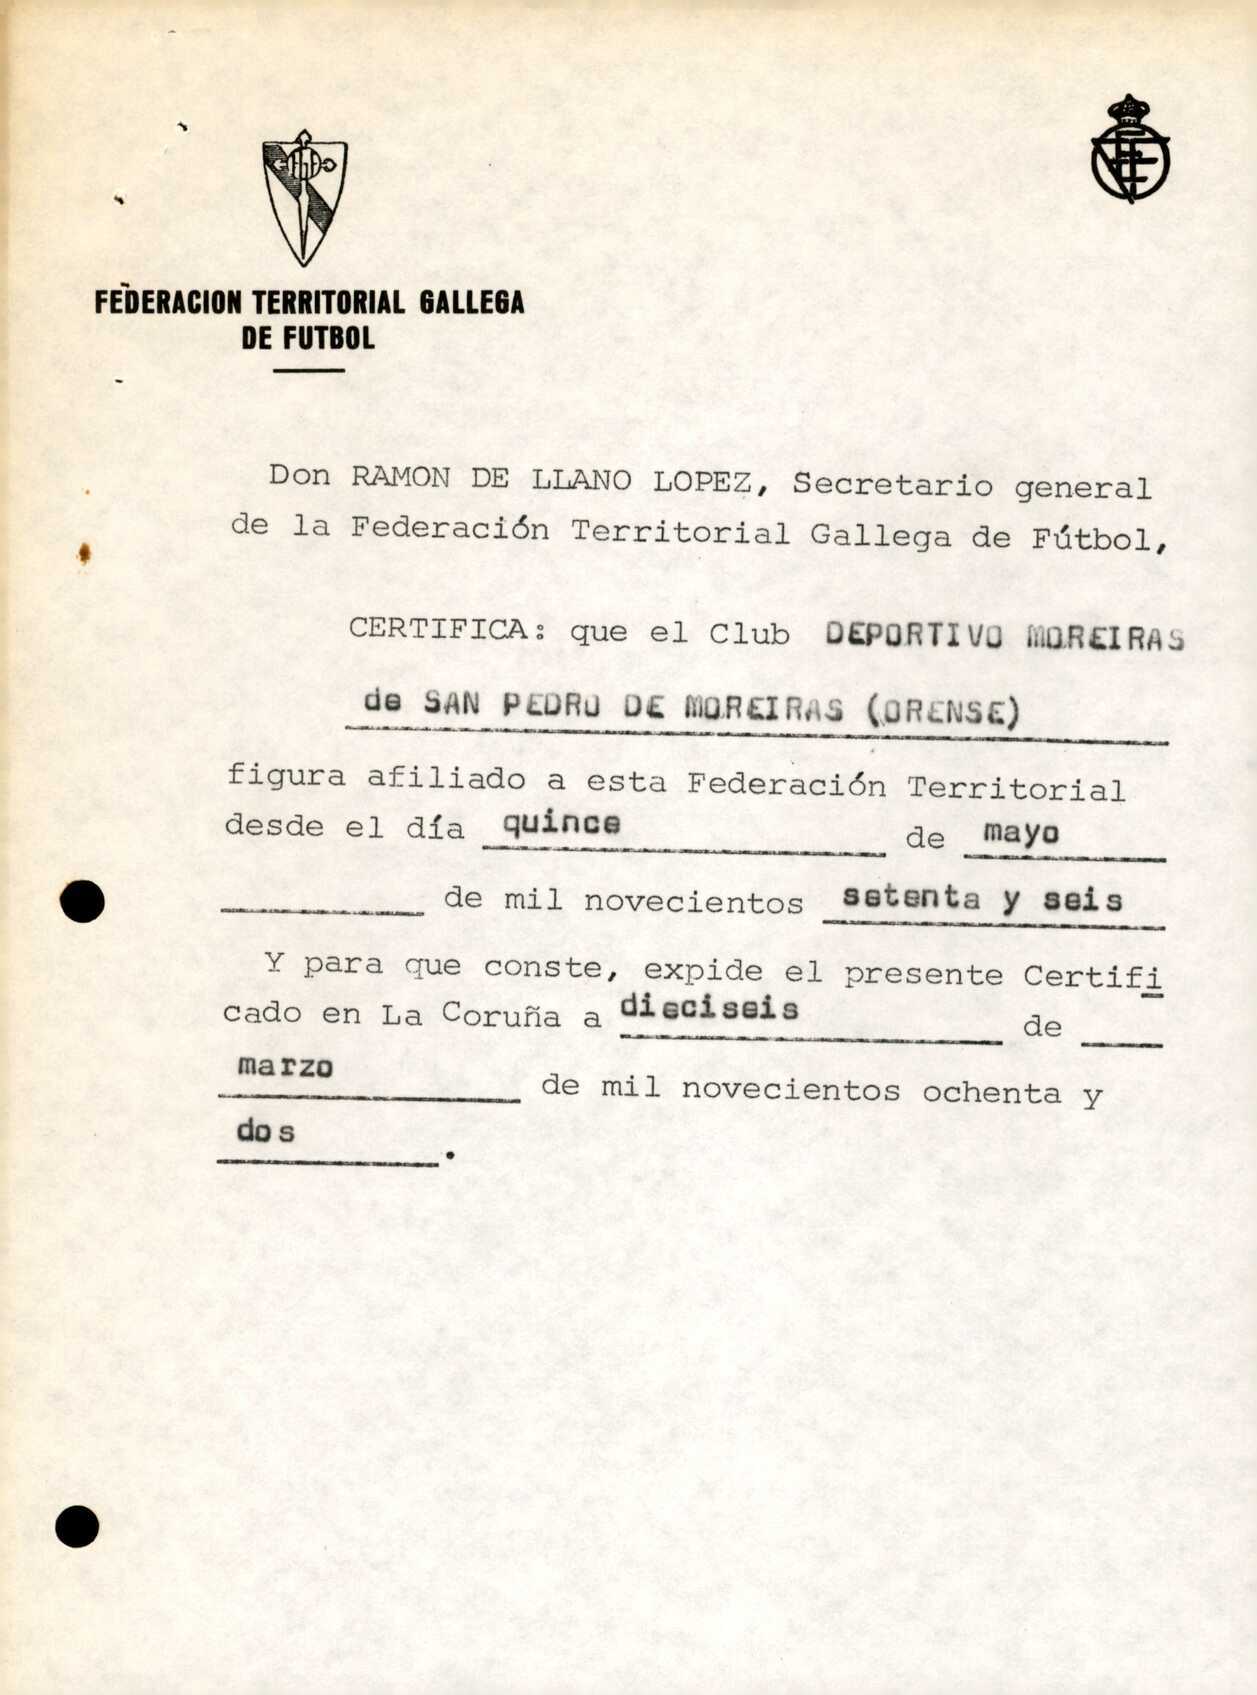 FEDERACION TERRITORIAL GALLEGA
DE FUTBOL
Don RAMON DE LLANO LOPEZ, Secretario general
de la Federación Territorial Gallega de Fútbol,
CERTIFICA: que el Club DEPORTIVO MOREIRAS
de SAN PEDRO DE MOREIRAS (ORENSE)
figura afiliado a esta Federación Territorial
desde el día quince de mayo
de mil novecientos setenta y seis
Y para que conste, expide el presente Certifi
cado en La Coruña a dieciseis de
marzo de mil novecientos ochenta y
dos .